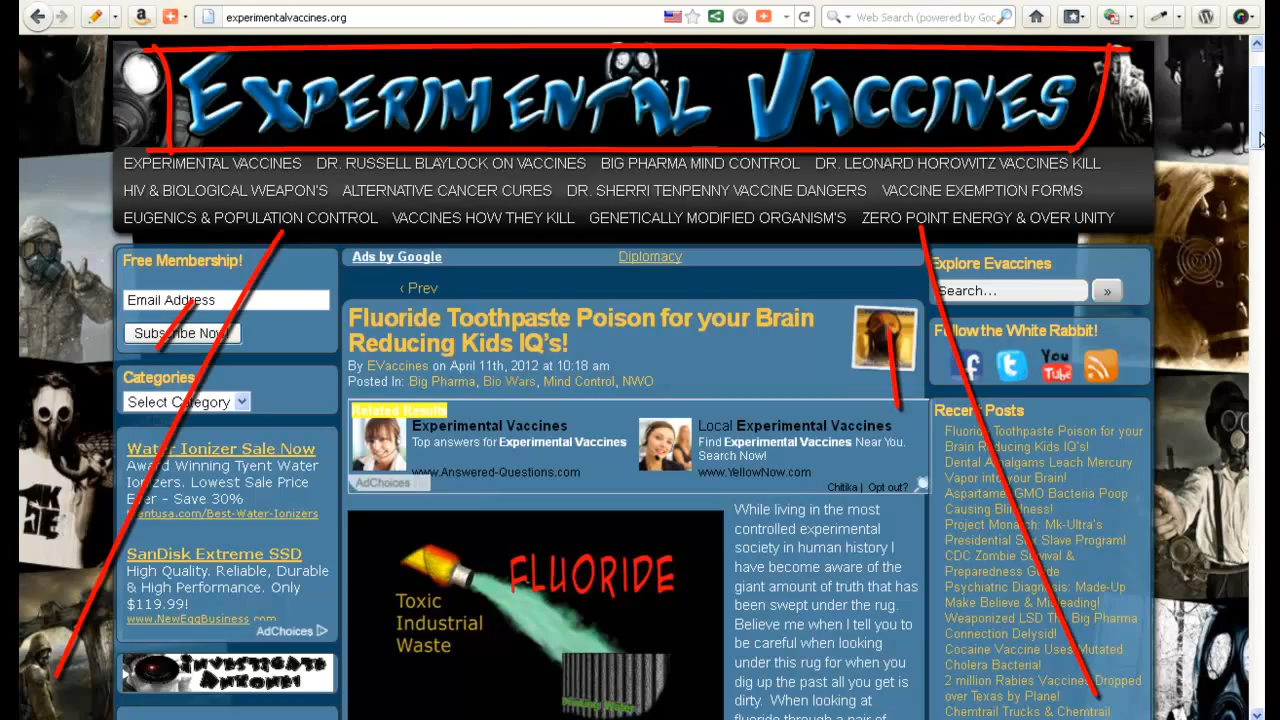 experimentalvaccines.org
Web Search (powered by Goo
EXPERIMENTAL VACCINES
EXPERIMENTAL VACCINES DR. RUSSELL BLAYLOCK ON VACCINES BIG PHARMA MIND CONTROL DR. LEONARD HOROWITZ VACCINES KILL
HIV & BIOLOGICAL WEAPON'S ALTERNATIVE CANCER CURES DR. SHERRI TENPENNY VACCINE DANGERS VACCINE EXEMPTION FORMS
EUGENICS & POPULATION CONTROL VACCINES HOW THEY KILL GENETICALLY MODIFIED ORGANISM'S ZERO POINT ENERGY & OVER UNITY
Free Membership!
Email Address
Subscribe Now!
Categories
Select Category
Water Ionizer Sale Now
Award Winning Tyent Water
Ionizers. Lowest Sale Price
Ever - Save 30%
tyentusa.com/Best-Water-Ionizers
SanDisk Extreme SSD
High Quality. Reliable, Durable
& High Performance. Only
$119.99!
www.NewEggBusiness.com
AdChoices
INVESTIGATE
Ads by Google
Diplomacy
‹ Prev
Fluoride Toothpaste Poison for your Brain
Reducing Kids IQ's!
By EVaccines on April 11th, 2012 at 10:18 am
Posted In: Big Pharma, Bio Wars, Mind Control, NWO
Related Results
Experimental Vaccines
Top answers for Experimental Vaccines
www.Answered-Questions.com
Local Experimental Vaccines
Find Experimental Vaccines Near You.
Search Now!
www.YellowNow.com
AdChoices
Chitika | Opt out?
FLUORIDE
Toxic
Industrial
Waste
Drinking Water
While living in the most
controlled experimental
society in human history I
have become aware of the
giant amount of truth that has
been swept under the rug.
Believe me when I tell you to
be careful when looking
under this rug for when you
dig up the past all you get is
dirty. When looking at
fluoride through a pair of
Explore Evaccines
Search...
»
Follow the White Rabbit!
You
Tube
Recent Posts
Fluoride Toothpaste Poison for your
Brain Reducing Kids IQ's!
Dental Amalgams Leach Mercury
Vapor into your Brain!
Aspartame GMO Bacteria Poop
Causing Blindness!
Project Monarch: Mk-Ultra's
Presidential Sex Slave Program!
CDC Zombie Survival &
Preparedness Guide
Psychiatric Diagnosis: Made-Up
Make Believe & Misleading!
Weaponized LSD The Big Pharma
Connection Delysid!
Cocaine Vaccine Uses Mutated
Cholera Bacteria!
2 million Rabies Vaccines Dropped
over Texas by Plane!
Chemtrail Trucks & Chemtrail